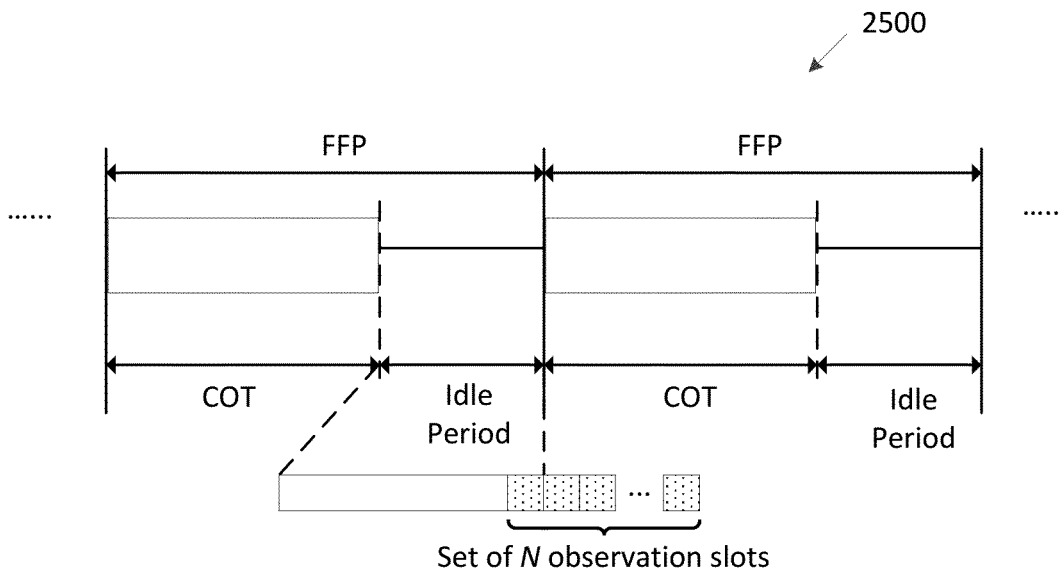 2500
FFP FFP
...... .....
COT Idle Period COT Idle Period
...
Set of N observation slots